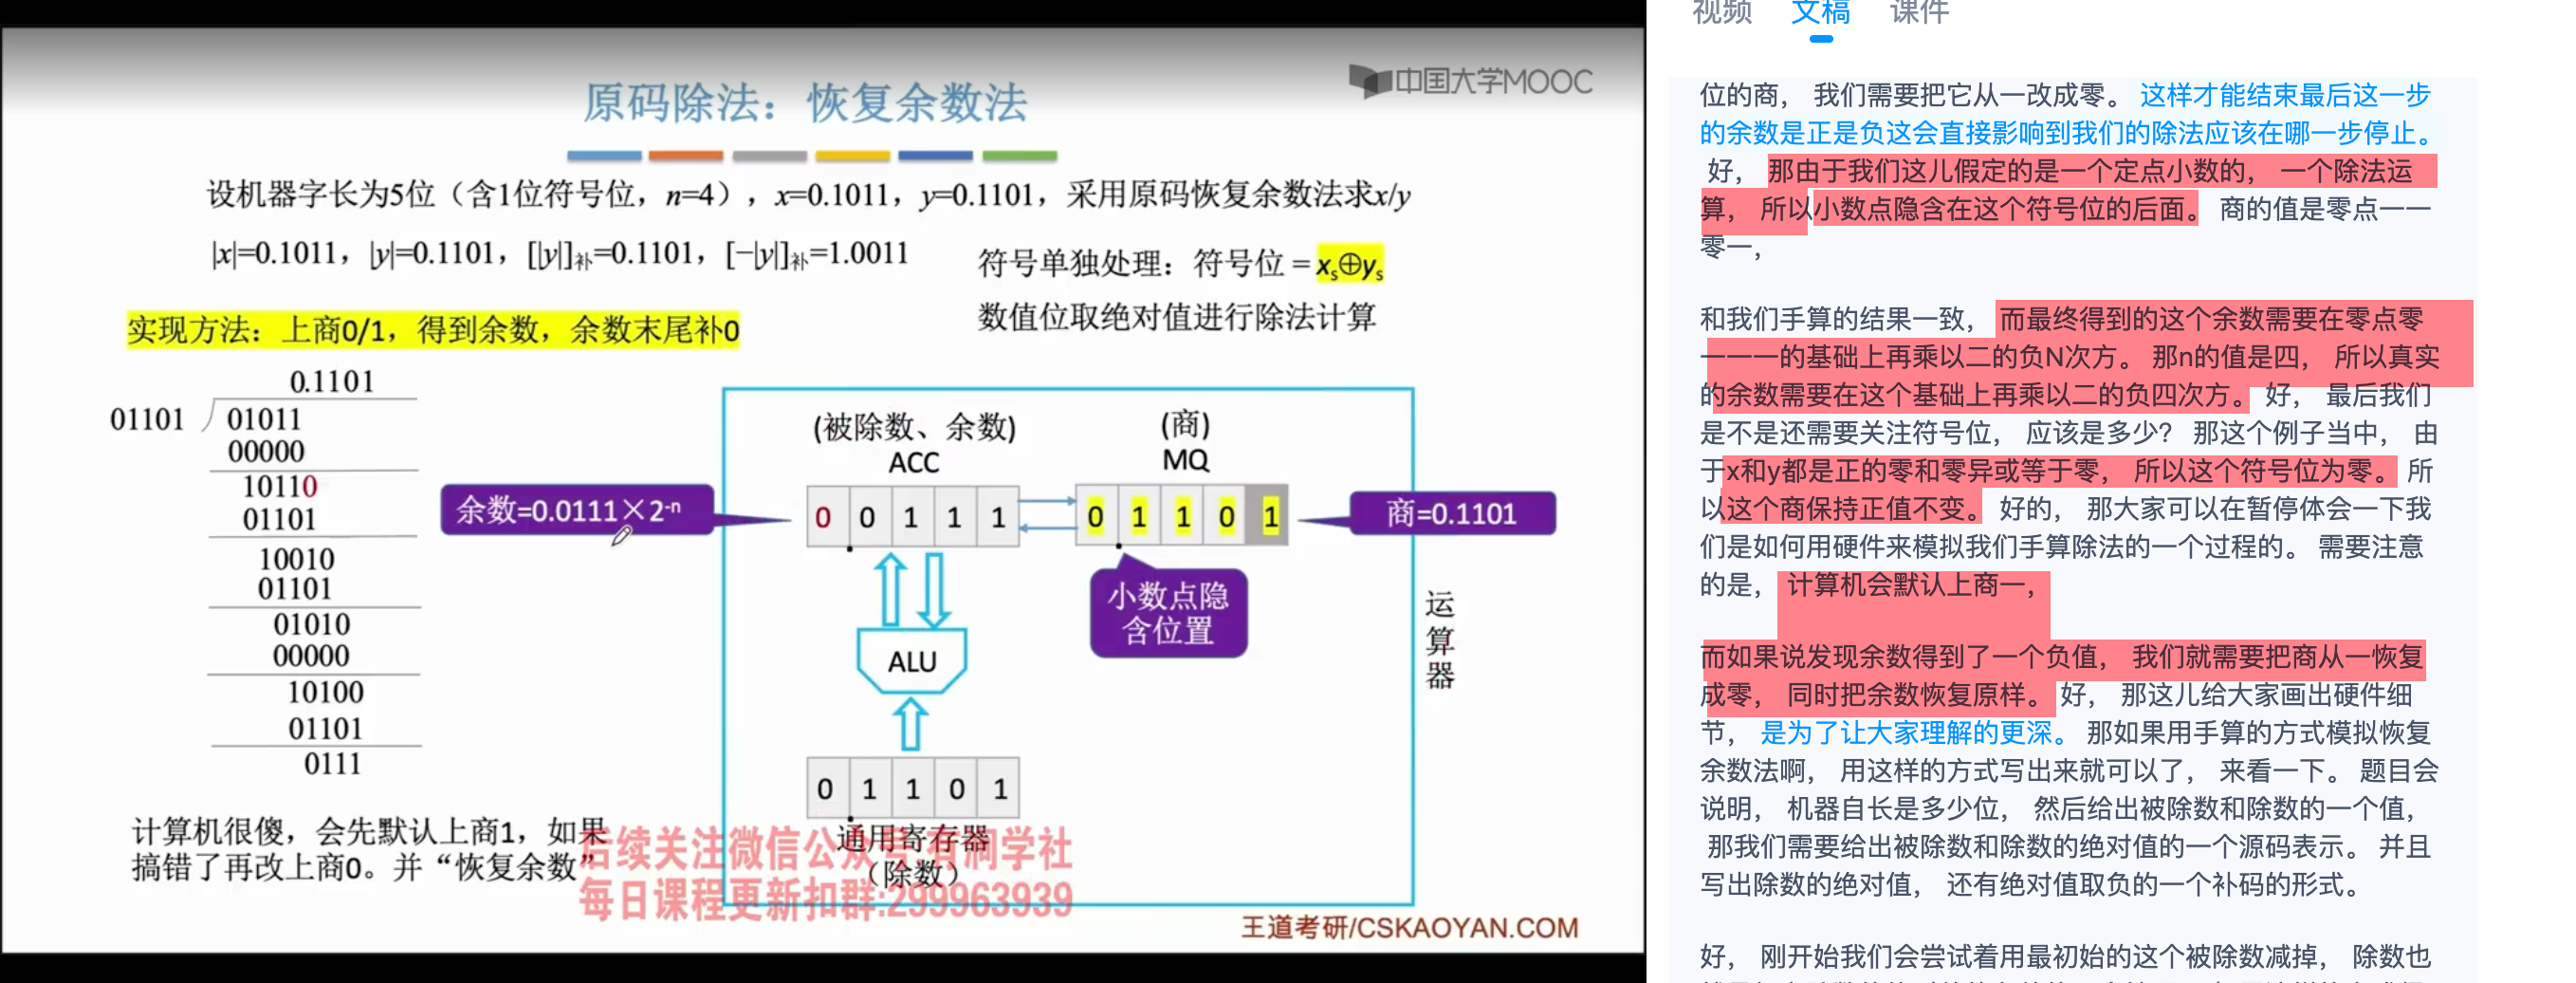 中国大学MOOC
原码除法：恢复余数法
设机器字长为5位（含1位符号位，n=4），x=0.1011，y=0.1101，采用原码恢复余数法求x/y
|x|=0.1011，|y|=0.1101，[|y|]补=0.1101，[−|y|]补=1.0011
符号单独处理：符号位 = xs⊕ys
数值位取绝对值进行除法计算
实现方法：上商0/1，得到余数，余数末尾补0
0.1101
01101
01011
00000
10110
01101
10010
01101
01010
00000
10100
01101
0111
计算机很傻，会先默认上商1，如果
搞错了再改上商0。并“恢复余数”
余数=0.0111×2-n
(被除数、余数)
ACC
0 0 1 1 1
(商)
MQ
0 1 1 0 1
商=0.1101
小数点隐
含位置
ALU
运算器
0 1 1 0 1
通用寄存器
（除数）
后续关注微信公众号:有洞学社
每日课程更新扣群:299963939
王道考研/CSKAOYAN.COM
视频 文稿 课件
位的商， 我们需要把它从一改成零。 这样才能结束最后这一步
的余数是正是负这会直接影响到我们的除法应该在哪一步停止。
好， 那由于我们这儿假定的是一个定点小数的， 一个除法运
算， 所以小数点隐含在这个符号位的后面。 商的值是零点一一
零一，
和我们手算的结果一致， 而最终得到的这个余数需要在零点零
一一一的基础上再乘以二的负N次方。 那n的值是四， 所以真实
的余数需要在这个基础上再乘以二的负四次方。 好， 最后我们
是不是还需要关注符号位， 应该是多少？ 那这个例子当中， 由
于x和y都是正的零和零异或等于零， 所以这个符号位为零。 所
以这个商保持正值不变。 好的， 那大家可以在暂停体会一下我
们是如何用硬件来模拟我们手算除法的一个过程的。 需要注意
的是， 计算机会默认上商一，
而如果说发现余数得到了一个负值， 我们就需要把商从一恢复
成零， 同时把余数恢复原样。 好， 那这儿给大家画出硬件细
节， 是为了让大家理解的更深。 那如果用手算的方式模拟恢复
余数法啊， 用这样的方式写出来就可以了， 来看一下。 题目会
说明， 机器自长是多少位， 然后给出被除数和除数的一个值，
那我们需要给出被除数和除数的绝对值的一个源码表示。 并且
写出除数的绝对值， 还有绝对值取负的一个补码的形式。
好， 刚开始我们会尝试着用最初始的这个被除数减掉， 除数也